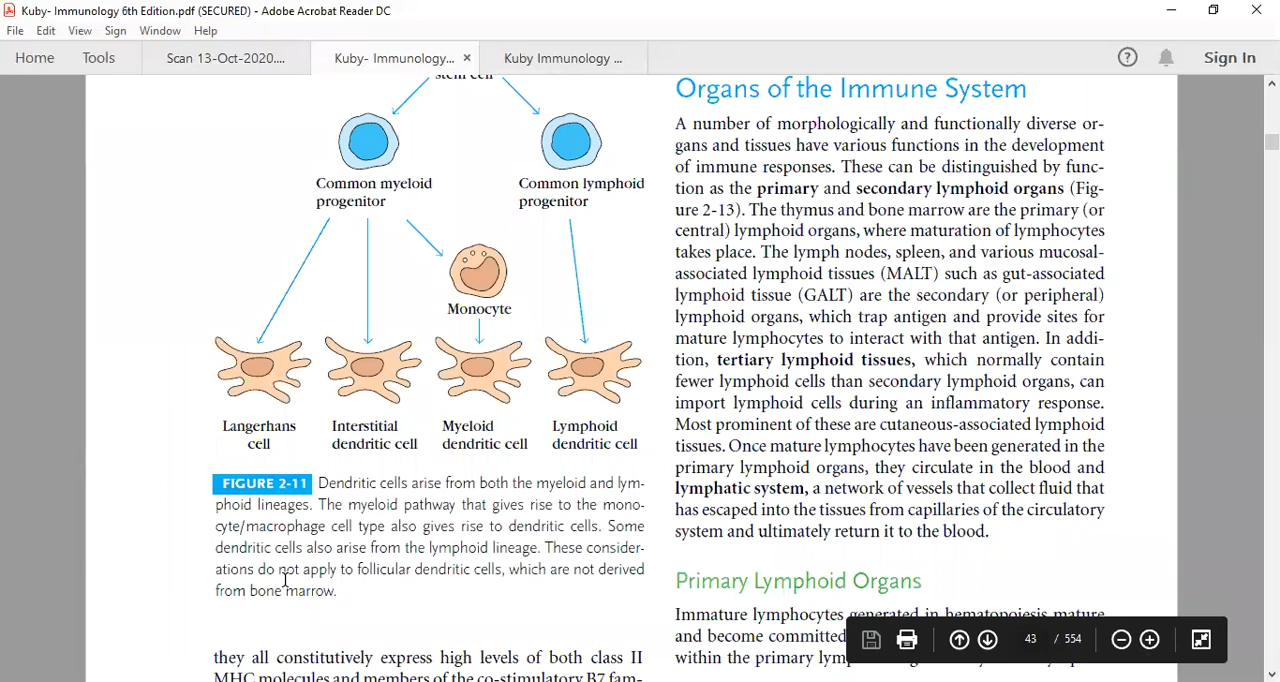 Kuby- Immunology 6th Edition.pdf (SECURED) - Adobe Acrobat Reader DC
File Edit View Sign Window Help
Home Tools Scan 13-Oct-2020.... Kuby- Immunology... × Kuby Immunology ... Sign In
stem cell
Common myeloid
progenitor
Common lymphoid
progenitor
Monocyte
Langerhans
cell
Interstitial
dendritic cell
Myeloid
dendritic cell
Lymphoid
dendritic cell
FIGURE 2-11 Dendritic cells arise from both the myeloid and lym-
phoid lineages. The myeloid pathway that gives rise to the mono-
cyte/macrophage cell type also gives rise to dendritic cells. Some
dendritic cells also arise from the lymphoid lineage. These consider-
ations do not apply to follicular dendritic cells, which are not derived
from bone marrow.
they all constitutively express high levels of both class II
MHC molecules and members of the co-stimulatory B7 fam-
Organs of the Immune System
A number of morphologically and functionally diverse or-
gans and tissues have various functions in the development
of immune responses. These can be distinguished by func-
tion as the primary and secondary lymphoid organs (Fig-
ure 2-13). The thymus and bone marrow are the primary (or
central) lymphoid organs, where maturation of lymphocytes
takes place. The lymph nodes, spleen, and various mucosal-
associated lymphoid tissues (MALT) such as gut-associated
lymphoid tissue (GALT) are the secondary (or peripheral)
lymphoid organs, which trap antigen and provide sites for
mature lymphocytes to interact with that antigen. In addi-
tion, tertiary lymphoid tissues, which normally contain
fewer lymphoid cells than secondary lymphoid organs, can
import lymphoid cells during an inflammatory response.
Most prominent of these are cutaneous-associated lymphoid
tissues. Once mature lymphocytes have been generated in the
primary lymphoid organs, they circulate in the blood and
lymphatic system, a network of vessels that collect fluid that
has escaped into the tissues from capillaries of the circulatory
system and ultimately return it to the blood.
Primary Lymphoid Organs
Immature lymphocytes generated in hematopoiesis mature
and become committed
within the primary
43 / 554